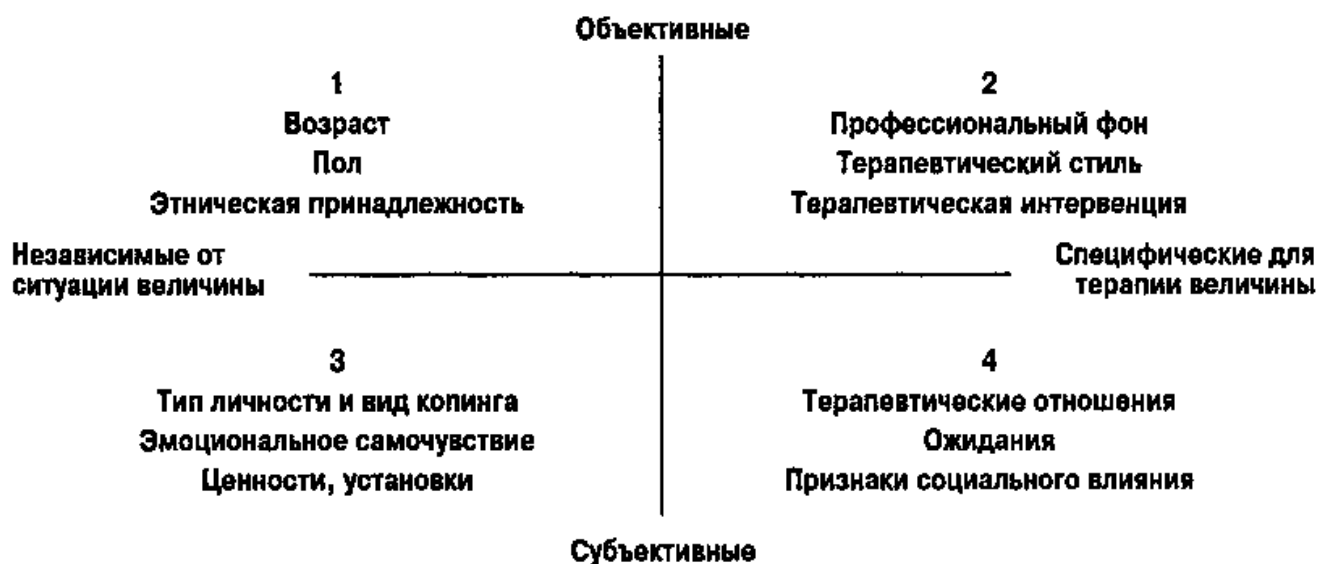 Объективные
1
Возраст
Пол
Этническая принадлежность
2
Профессиональный фон
Терапевтический стиль
Терапевтическая интервенция
Независимые от
ситуации величины
Специфические для
терапии величины
3
Тип личности и вид копинга
Эмоциональное самочувствие
Ценности, установки
4
Терапевтические отношения
Ожидания
Признаки социального влияния
Субъективные